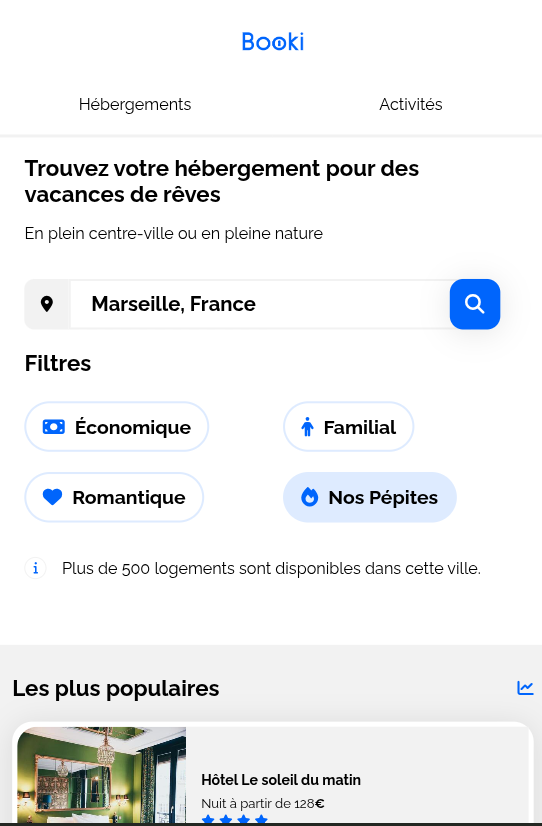 Booki
Hébergements
Activités
Trouvez votre hébergement pour des
vacances de rêves
En plein centre-ville ou en pleine nature
Marseille, France
Filtres
Économique
Familial
Romantique
Nos Pépites
Plus de 500 logements sont disponibles dans cette ville.
Les plus populaires
Hôtel Le soleil du matin
Nuit à partir de 128€